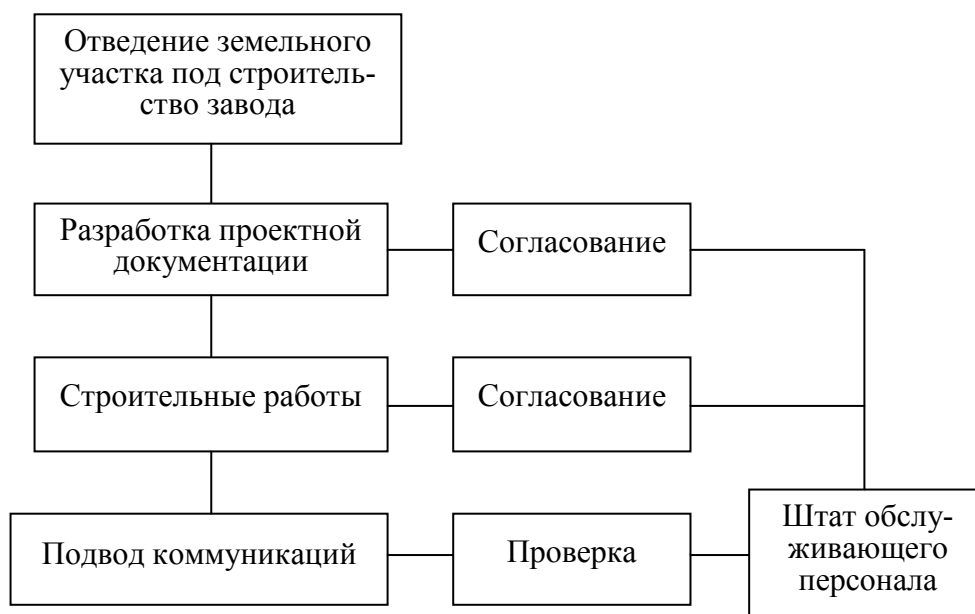 Отведение земельного
участка под строитель-
ство завода
Разработка проектной
документации
Согласование
Строительные работы
Согласование
Подвод коммуникаций
Проверка
Штат обслу-
живающего
персонала